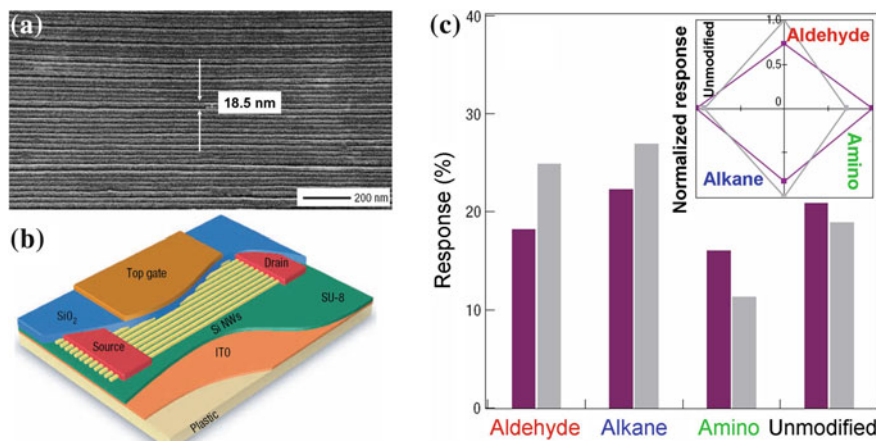 (a)
18.5 nm
200 nm
(b)
Top gate
Drain
SiO2
SU-8
Si NWs
Source
ITO
Plastic
(c)
Response (%)
40
30
20
10
0
Aldehyde
Alkane
Amino
Unmodified
Normalized response
Unmodified
1.0
0.5
0
Aldehyde
Amino
Alkane